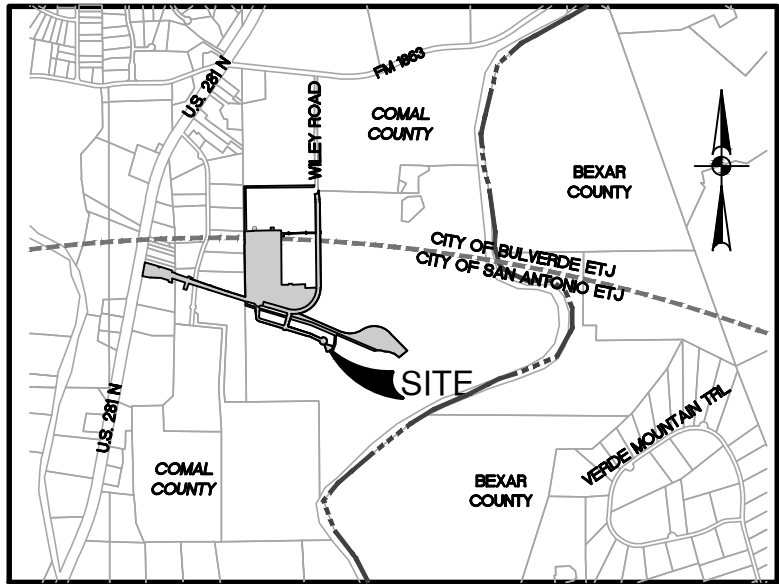 U.S. 281 N
FM 1863
WILEY ROAD
COMAL
COUNTY
BEXAR
COUNTY
CITY OF BULVERDE ETJ
CITY OF SAN ANTONIO ETJ
SITE
U.S. 281 N
VERDE MOUNTAIN TRL
COMAL
COUNTY
BEXAR
COUNTY